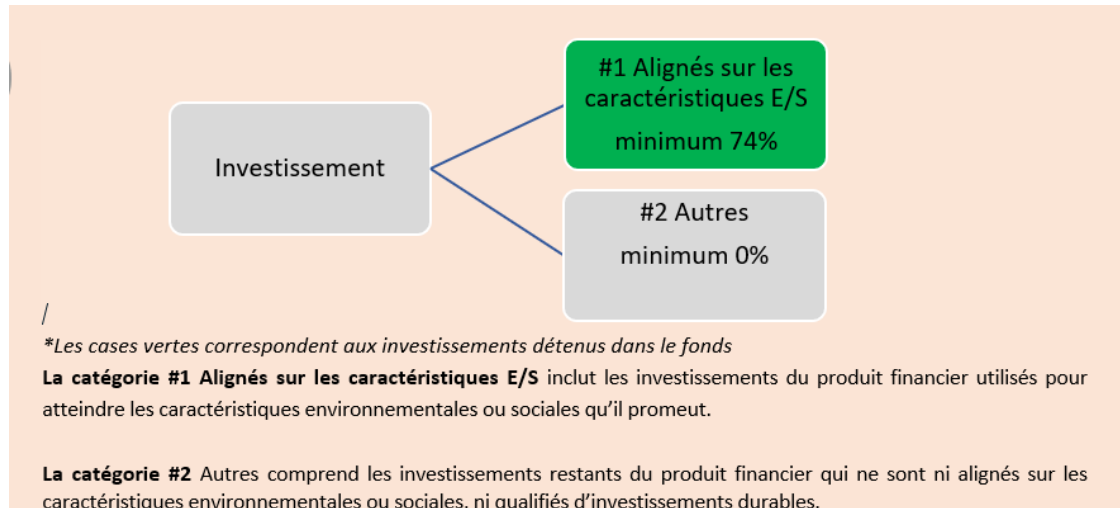 #1 Alignés sur les
caractéristiques E/S
minimum 74%
Investissement
#2 Autres
minimum 0%
/
*Les cases vertes correspondent aux investissements détenus dans le fonds
La catégorie #1 Alignés sur les caractéristiques E/S inclut les investissements du produit financier utilisés pour
atteindre les caractéristiques environnementales ou sociales qu’il promeut.
La catégorie #2 Autres comprend les investissements restants du produit financier qui ne sont ni alignés sur les
caractéristiques environnementales ou sociales, ni qualifiés d’investissements durables.